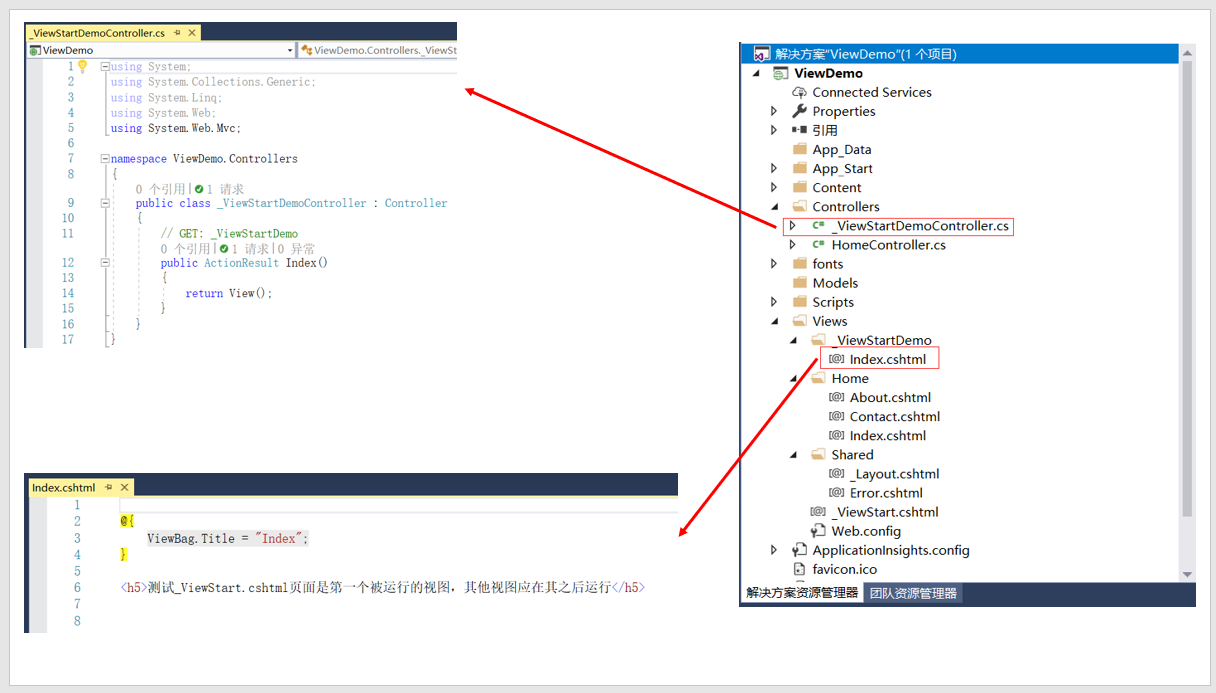 _ViewStartDemoController.cs
ViewDemo
ViewDemo.Controllers._ViewSt
1 using System;
2 using System.Collections.Generic;
3 using System.Linq;
4 using System.Web;
5 using System.Web.Mvc;
6
7 namespace ViewDemo.Controllers
8 {
0 个引用|1 请求
9 public class _ViewStartDemoController : Controller
10 {
11 // GET: _ViewStartDemo
0 个引用|1 请求|0 异常
12 public ActionResult Index()
13 {
14 return View();
15 }
16 }
17 }
Index.cshtml
1
2 @{
3 ViewBag.Title = "Index";
4 }
5
6 <h5>测试_ViewStart.cshtml页面是第一个被运行的视图，其他视图应在其之后运行</h5>
7
8
解决方案"ViewDemo"(1 个项目)
ViewDemo
Connected Services
Properties
引用
App_Data
App_Start
Content
Controllers
C# _ViewStartDemoController.cs
C# HomeController.cs
fonts
Models
Scripts
Views
_ViewStartDemo
[@] Index.cshtml
Home
[@] About.cshtml
[@] Contact.cshtml
[@] Index.cshtml
Shared
[@] _Layout.cshtml
[@] Error.cshtml
[@] _ViewStart.cshtml
Web.config
ApplicationInsights.config
favicon.ico
解决方案资源管理器 团队资源管理器